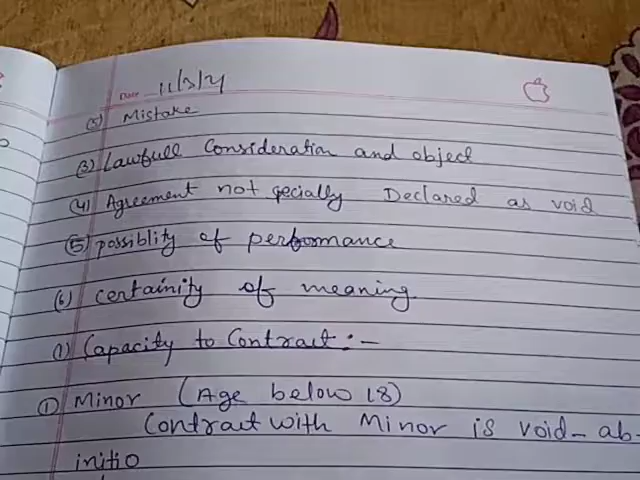 Date 11/3/24
(5) Mistake
(3) Lawfull Consideration and object
(4) Agreement not specially Declared as void
(5) possiblity of performance
(6) Certainity of meaning
(1) Capacity to Contract:-
(1) Minor (Age below 18)
Contract with Minor is void-ab-
initio